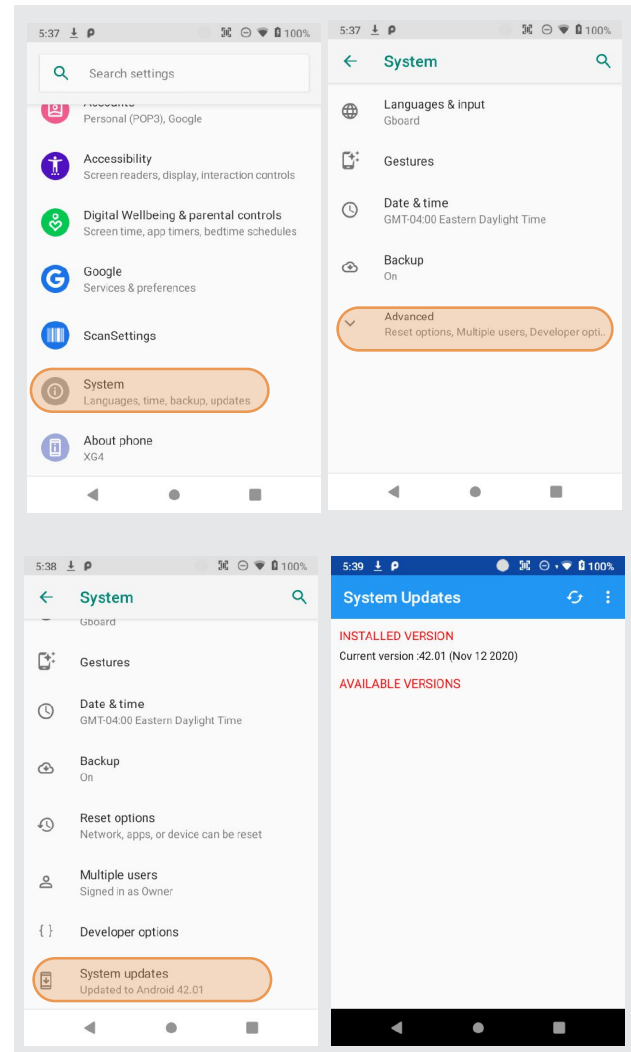 5:37 100%
Search settings
Accounts
Personal (POP3), Google
Accessibility
Screen readers, display, interaction controls
Digital Wellbeing & parental controls
Screen time, app timers, bedtime schedules
Google
Services & preferences
ScanSettings
System
Languages, time, backup, updates
About phone
XG4
5:37 100%
System
Languages & input
Gboard
Gestures
Date & time
GMT-04:00 Eastern Daylight Time
Backup
On
Advanced
Reset options, Multiple users, Developer opti..
5:38 100%
System
Gboard
Gestures
Date & time
GMT-04:00 Eastern Daylight Time
Backup
On
Reset options
Network, apps, or device can be reset
Multiple users
Signed in as Owner
{ } Developer options
System updates
Updated to Android 42.01
5:39 100%
System Updates
INSTALLED VERSION
Current version :42.01 (Nov 12 2020)
AVAILABLE VERSIONS